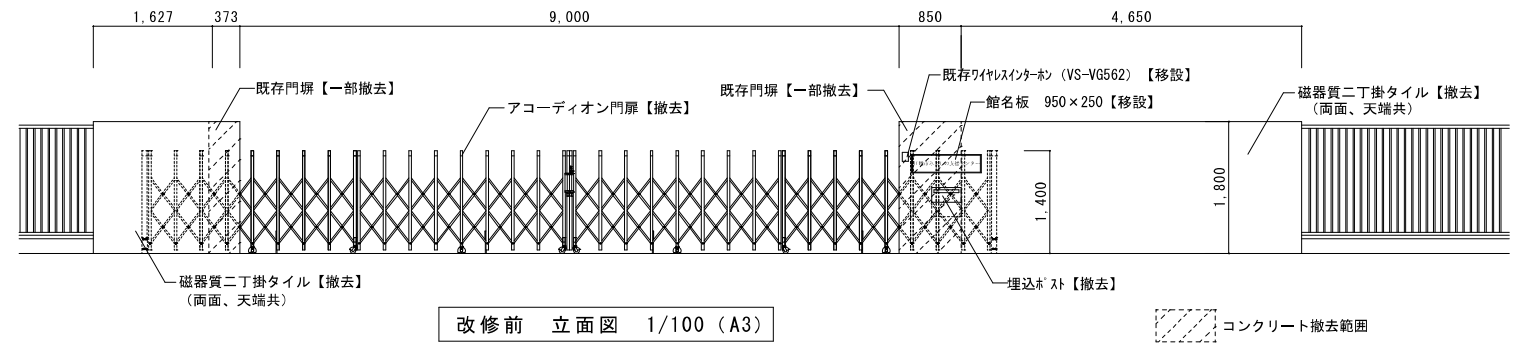 1,627
373
9,000
850
4,650
既存門塀【一部撤去】
アコーディオン門扉【撤去】
既存門塀【一部撤去】
既存ﾜｲﾔﾚｽｲﾝﾀｰﾎﾝ（VS-VG562）【移設】
館名板　950×250【移設】
磁器質二丁掛タイル【撤去】
（両面、天端共）
1,400
1,800
磁器質二丁掛タイル【撤去】
（両面、天端共）
埋込ﾎﾟｽﾄ【撤去】
改修前　立面図　1/100（A3）
コンクリート撤去範囲